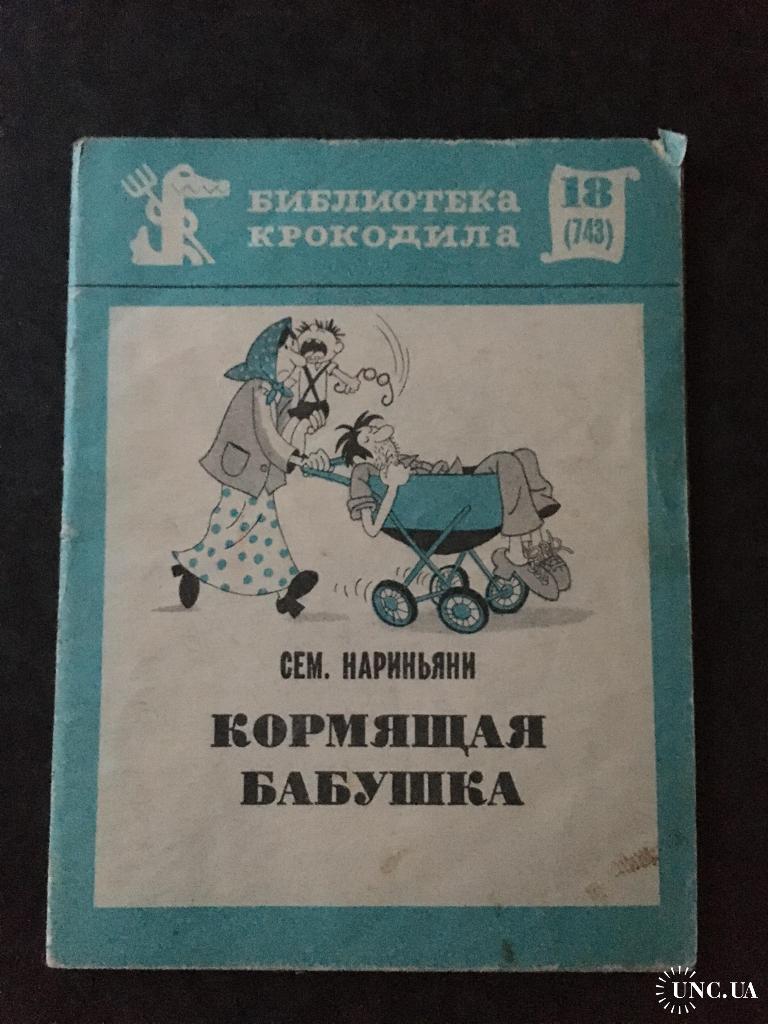 БИБЛИОТЕКА
КРОКОДИЛА
18
(743)
СЕМ. НАРИНЬЯНИ
КОРМЯЩАЯ
БАБУШКА
UNC.UA